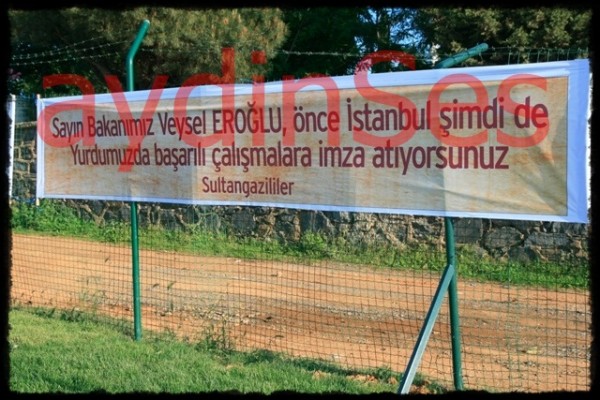 aydinSes
Sayın Bakanımız Veysel EROĞLU, önce İstanbul şimdi de
Yurdumuzda başarılı çalışmalara imza atıyorsunuz
Sultangazililer